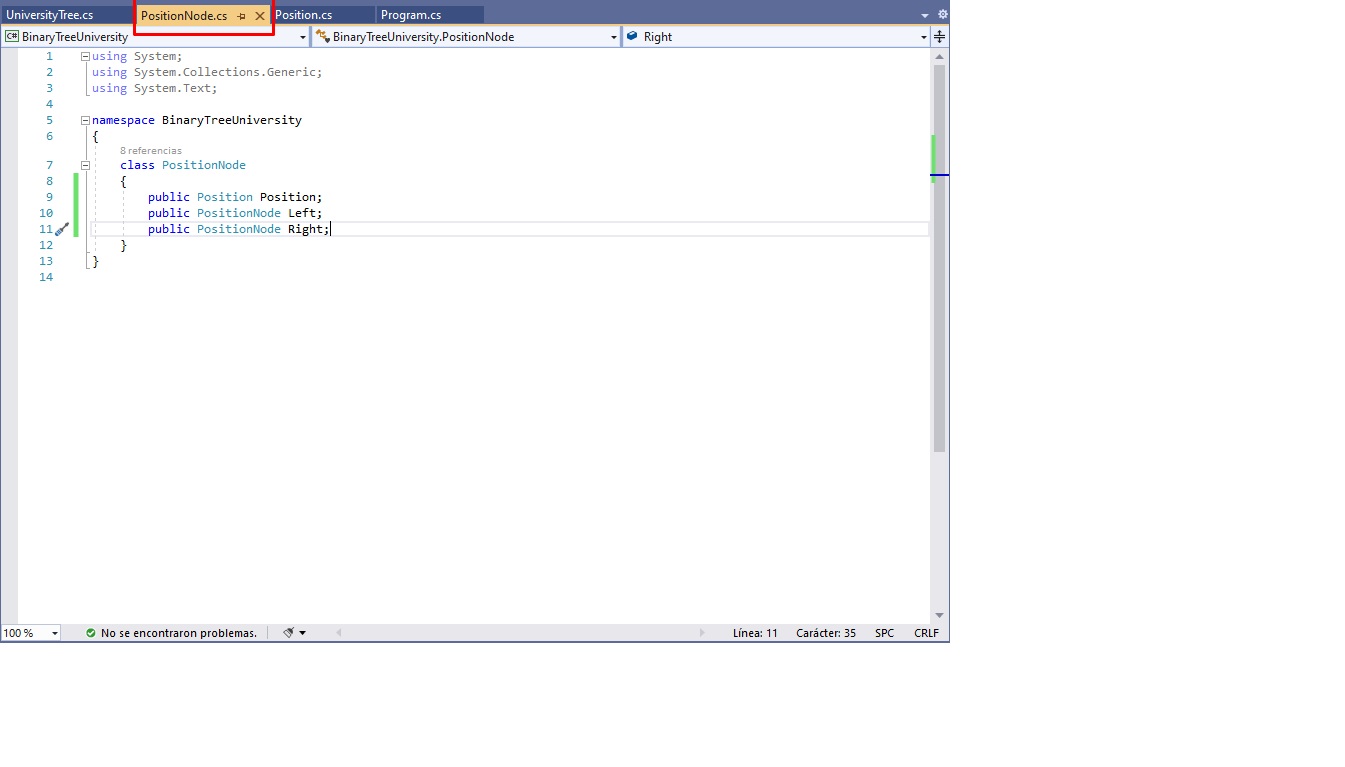 UniversityTree.cs PositionNode.cs Position.cs Program.cs
C# BinaryTreeUniversity BinaryTreeUniversity.PositionNode Right
1 using System;
2 using System.Collections.Generic;
3 using System.Text;
4
5 namespace BinaryTreeUniversity
6 {
8 referencias
7 class PositionNode
8 {
9 public Position Position;
10 public PositionNode Left;
11 public PositionNode Right;
12 }
13 }
14
100 % No se encontraron problemas. Línea: 11 Carácter: 35 SPC CRLF